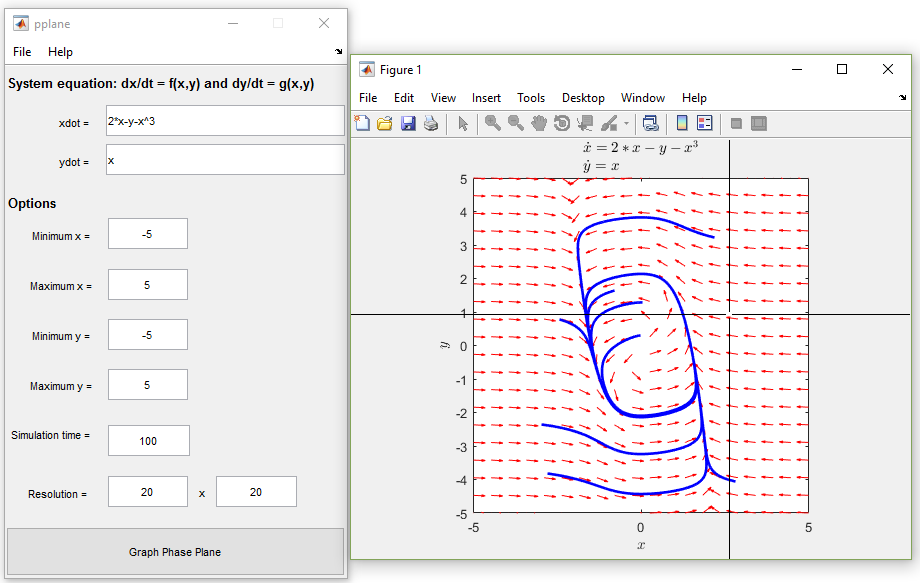 pplane
File Help
System equation: dx/dt = f(x,y) and dy/dt = g(x,y)
xdot = 2*x-y-x^3
ydot = x
Options
Minimum x = -5
Maximum x = 5
Minimum y = -5
Maximum y = 5
Simulation time = 100
Resolution = 20 x 20
Graph Phase Plane
Figure 1
File Edit View Insert Tools Desktop Window Help
ẋ = 2 * x − y − x³
ẏ = x
5
4
3
2
1
0
-1
-2
-3
-4
-5
y
-5 0 5
x